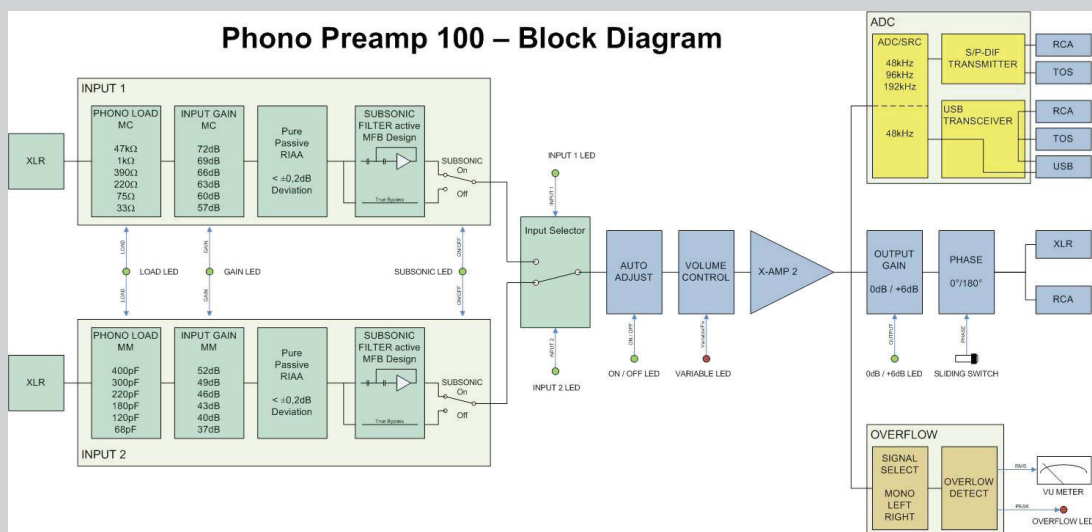 Phono Preamp 100 – Block Diagram
INPUT 1
XLR
PHONO LOAD
MC
47kΩ
1kΩ
390Ω
220Ω
75Ω
33Ω
INPUT GAIN
MC
72dB
69dB
66dB
63dB
60dB
57dB
Pure
Passive
RIAA
< ±0,2dB
Deviation
SUBSONIC
FILTER active
MFB Design
True Bypass
SUBSONIC
On
Off
LOAD
GAIN
ON/OFF
LOAD LED
GAIN LED
SUBSONIC LED
LOAD
GAIN
ON/OFF
XLR
PHONO LOAD
MM
400pF
300pF
220pF
180pF
120pF
68pF
INPUT GAIN
MM
52dB
49dB
46dB
43dB
40dB
37dB
Pure
Passive
RIAA
< ±0,2dB
Deviation
SUBSONIC
FILTER active
MFB Design
True Bypass
SUBSONIC
On
Off
INPUT 2
INPUT 1 LED
INPUT 1
Input Selector
INPUT 2
INPUT 2 LED
AUTO
ADJUST
ON / OFF
ON / OFF LED
VOLUME
CONTROL
VARIABLE LED
X-AMP 2
ADC
ADC/SRC
48kHz
96kHz
192kHz
48kHz
S/P-DIF
TRANSMITTER
USB
TRANSCEIVER
RCA
TOS
RCA
TOS
USB
OUTPUT
GAIN
0dB / +6dB
OUTPUT
0dB / +6dB LED
PHASE
0°/180°
PHASE
SLIDING SWITCH
XLR
RCA
OVERFLOW
SIGNAL
SELECT
MONO
LEFT
RIGHT
OVERLOW
DETECT
RMS
PEAK
VU METER
OVERFLOW LED